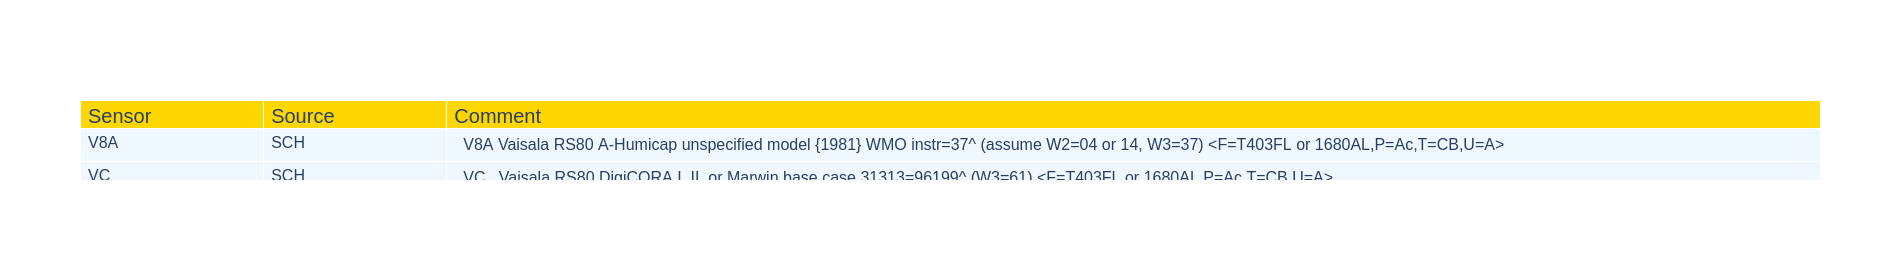 Sensor Source Comment
V8A SCH V8A Vaisala RS80 A-Humicap unspecified model {1981} WMO instr=37^ (assume W2=04 or 14, W3=37) <F=T403FL or 1680AL,P=Ac,T=CB,U=A>
VC SCH VC Vaisala RS80 DigiCORA I, II, or Marwin base case 31313=96199^ (W3=61) <F=T403FL or 1680AL,P=Ac,T=CB,U=A>